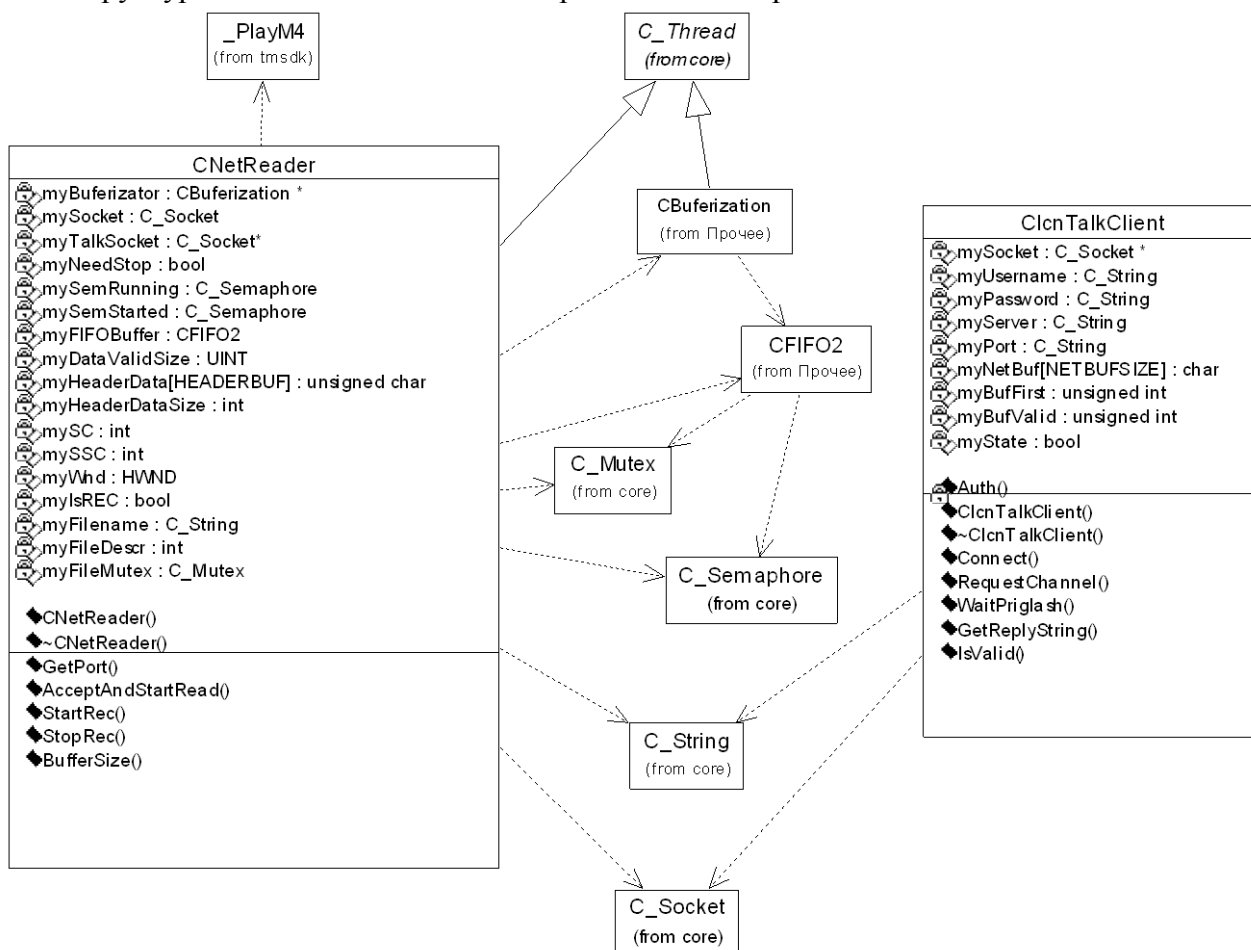 _PlayM4
(from tmsdk)
C_Thread
(from core)
CNetReader
myBuferizator : CBuferization *
mySocket : C_Socket
myTalkSocket : C_Socket*
myNeedStop : bool
mySemRunning : C_Semaphore
mySemStarted : C_Semaphore
myFIFOBuffer : CFIFO2
myDataValidSize : UINT
myHeaderData[HEADERBUF] : unsigned char
myHeaderDataSize : int
mySC : int
mySSC : int
myWnd : HWND
myIsREC : bool
myFilename : C_String
myFileDescr : int
myFileMutex : C_Mutex
CNetReader()
~CNetReader()
GetPort()
AcceptAndStartRead()
StartRec()
StopRec()
BufferSize()
CBuferization
(from Прочее)
CFIFO2
(from Прочее)
C_Mutex
(from core)
C_Semaphore
(from core)
C_String
(from core)
C_Socket
(from core)
ClcnTalkClient
mySocket : C_Socket *
myUsername : C_String
myPassword : C_String
myServer : C_String
myPort : C_String
myNetBuf[NETBUFSIZE] : char
myBufFirst : unsigned int
myBufValid : unsigned int
myState : bool
Auth()
ClcnTalkClient()
~ClcnTalkClient()
Connect()
RequestChannel()
WaitPriglash()
GetReplyString()
IsValid()